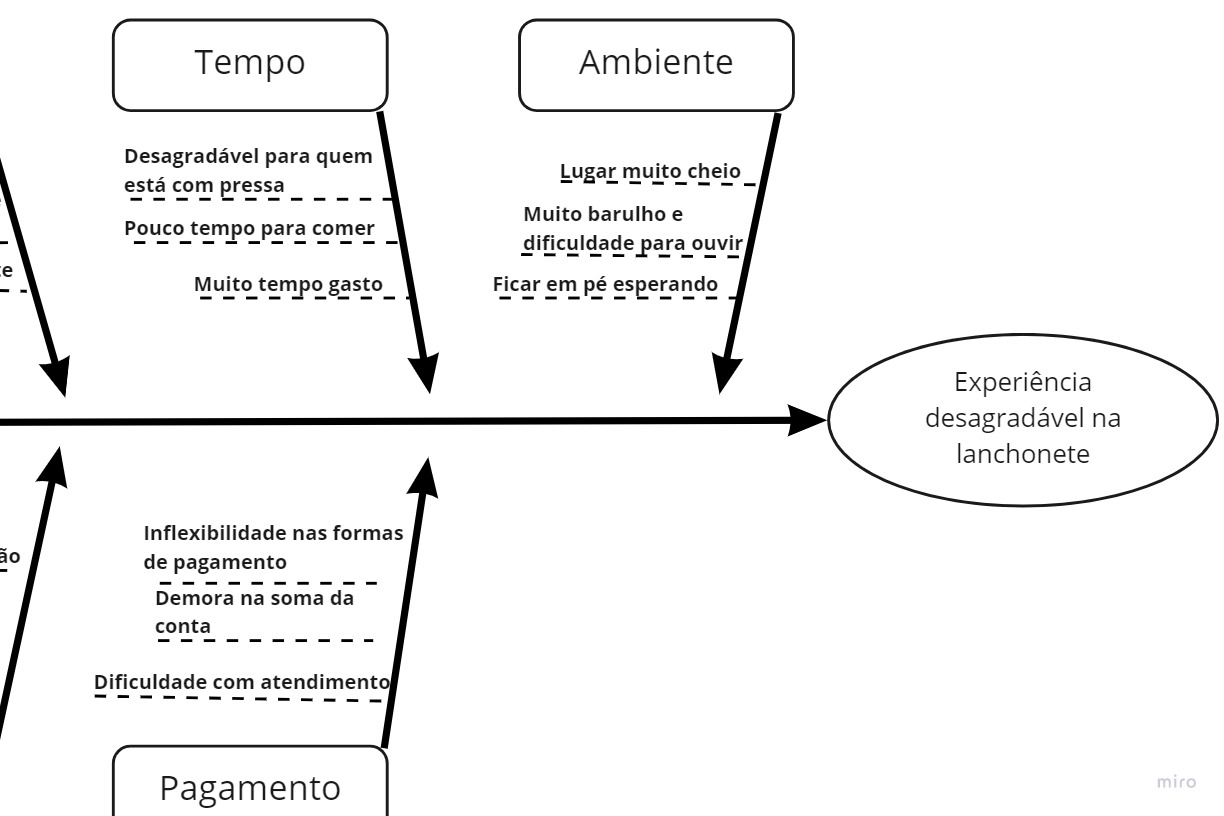 Tempo
Ambiente
Desagradável para quem
está com pressa
Pouco tempo para comer
Muito tempo gasto
Lugar muito cheio
Muito barulho e
dificuldade para ouvir
Ficar em pé esperando
Experiência
desagradável na
lanchonete
Inflexibilidade nas formas
de pagamento
Demora na soma da
conta
Dificuldade com atendimento
Pagamento
miro